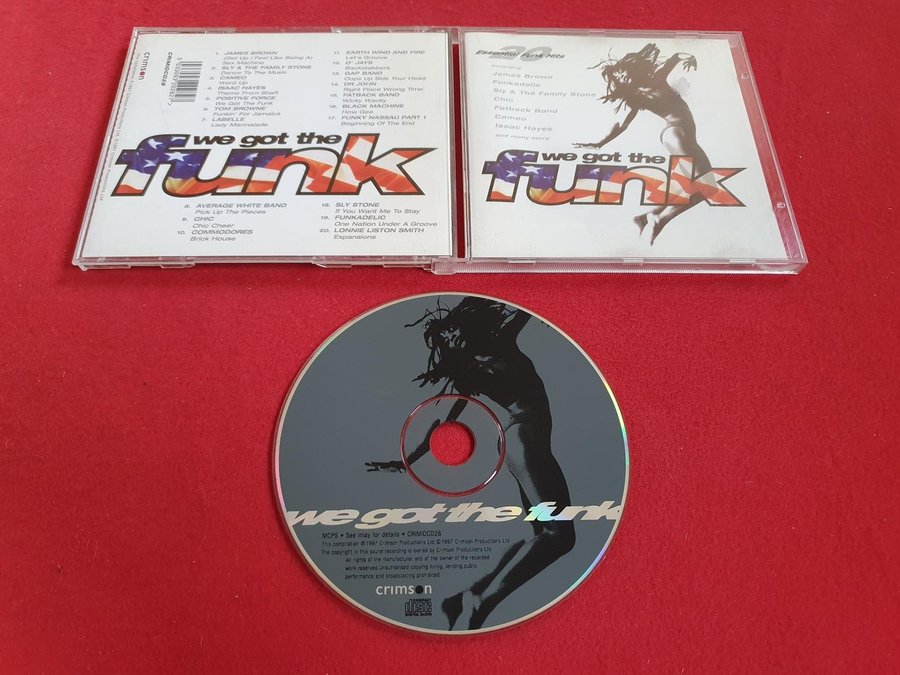 crimson
CRIMIDCD28
1. JAMES BROWN
(Get Up I Feel Like Being A)
Sex Machine
2. SLY & THE FAMILY STONE
Dance To The Music
3. CAMEO
Word Up
4. ISAAC HAYES
Theme From Shaft
5. POSITIVE FORCE
We Got The Funk
6. TOM BROWNE
Funkin' For Jamaica
7. LABELLE
Lady Marmalade
11. EARTH WIND AND FIRE
Let's Groove
12. O' JAYS
Backstabbers
13. GAP BAND
Oops Up Side Your Head
14. DR JOHN
Right Place Wrong Time
15. FATBACK BAND
Wicky Wacky
16. BLACK MACHINE
How Gee
17. FUNKY NASSAU PART 1
Beginning Of The End
we got the
funk
8. AVERAGE WHITE BAND
Pick Up The Pieces
9. CHIC
Chic Cheer
10. COMMODORES
Brick House
18. SLY STONE
If You Want Me To Stay
19. FUNKADELIC
One Nation Under A Groove
20. LONNIE LISTON SMITH
Expansions
20
Essential Funk Hits
including
James Brown
Funkadelic
Sly & The Family Stone
Chic
Fatback Band
Cameo
Isaac Hayes
and many more
we got the
funk
we got the funk
MCPS • See inlay for details • CRIMIDCD28
This compilation ℗1997 Crimson Productions Ltd ©1997 Crimson Productions Ltd
The copyright in this sound recording is owned by Crimson Productions Ltd.
All rights of the manufacturer and of the owner of the recorded
work reserved. Unauthorised copying, hiring, lending, public
performance and broadcasting prohibited
crimson
COMPACT
disc
DIGITAL AUDIO